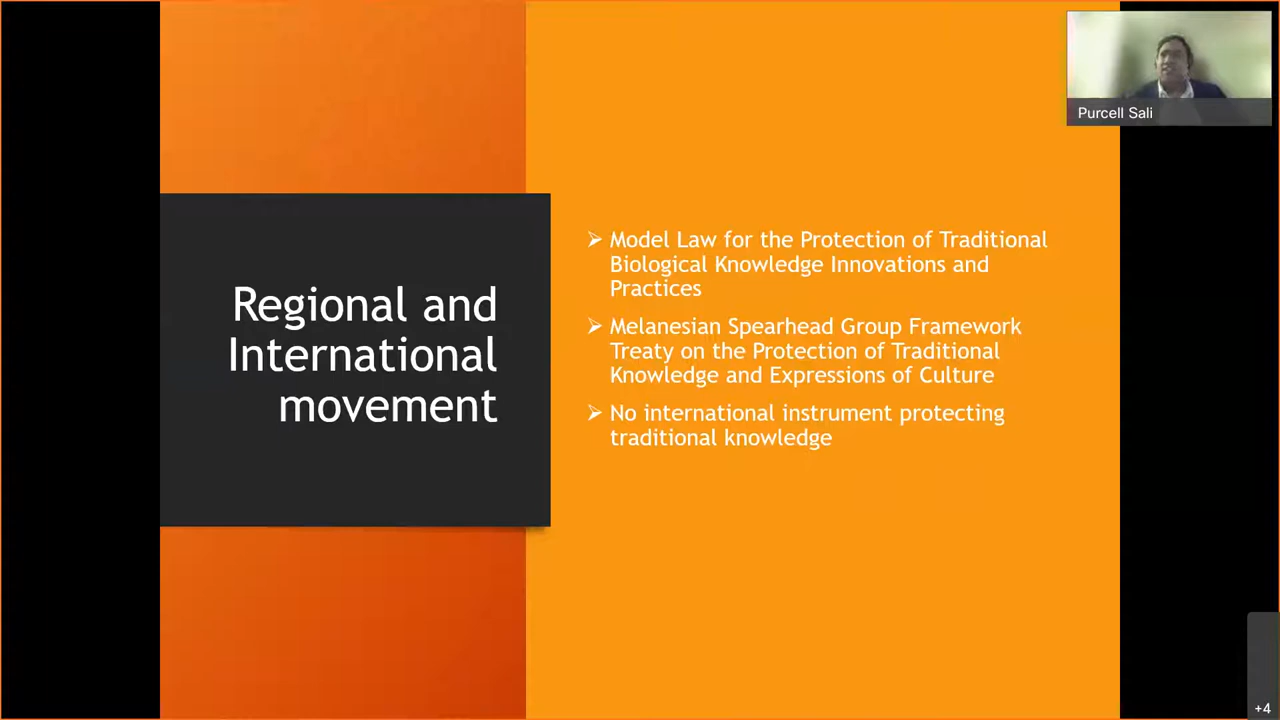 Purcell Sali
Regional and
International
movement
Model Law for the Protection of Traditional
Biological Knowledge Innovations and
Practices
Melanesian Spearhead Group Framework
Treaty on the Protection of Traditional
Knowledge and Expressions of Culture
No international instrument protecting
traditional knowledge
+4